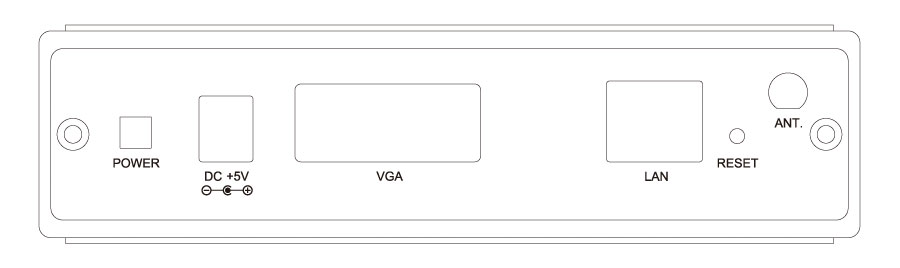 POWER
DC +5V
VGA
LAN
RESET
ANT.